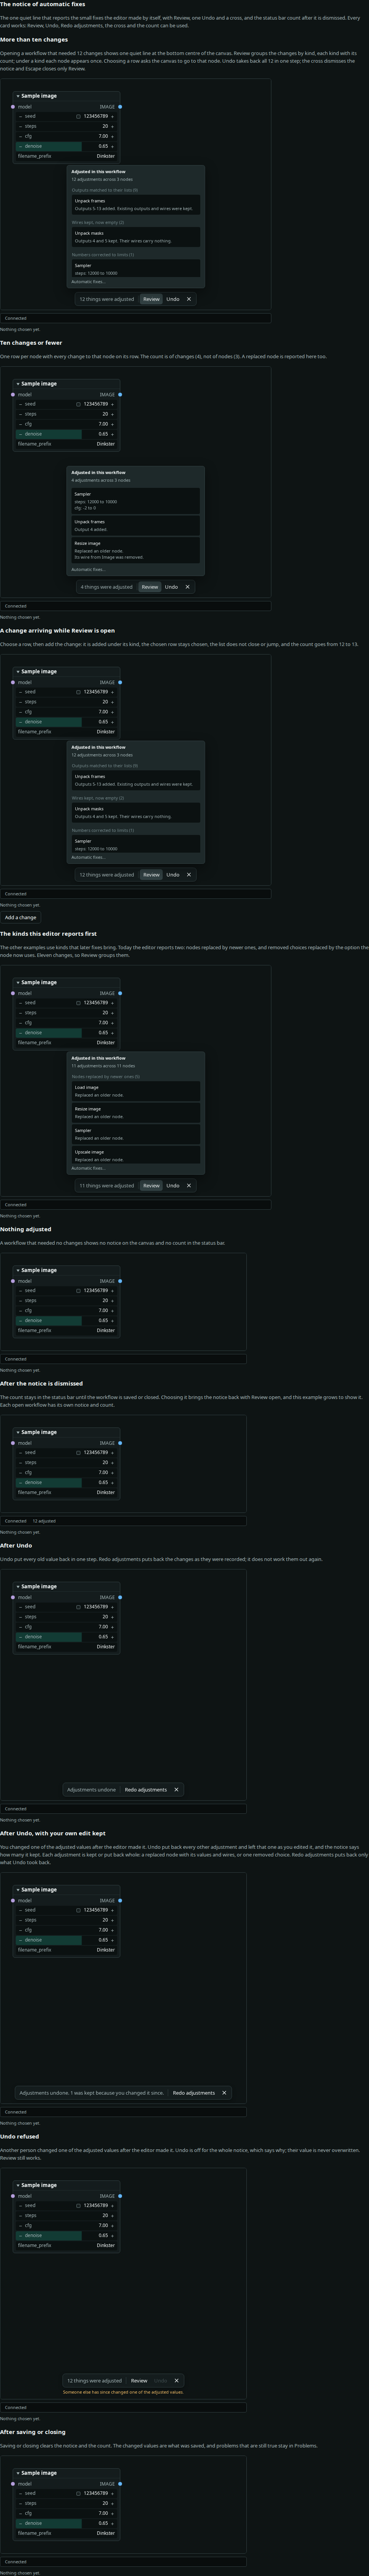 The notice of automatic fixes
The one quiet line that reports the small fixes the editor made by itself, with Review, one Undo and a cross, and the status bar count after it is dismissed. Every
card works: Review, Undo, Redo adjustments, the cross and the count can be used.
More than ten changes
Opening a workflow that needed 12 changes shows one quiet line at the bottom centre of the canvas. Review groups the changes by kind, each kind with its
count; under a kind each node appears once. Choosing a row asks the canvas to go to that node. Undo takes back all 12 in one step; the cross dismisses the
notice and Escape closes only Review.
▾ Sample image
model IMAGE
— seed 123456789 +
— steps 20 +
— cfg 7.00 +
— denoise 0.65 +
filename_prefix Dinkster
Adjusted in this workflow
12 adjustments across 3 nodes
Outputs matched to their lists (9)
Unpack frames
Outputs 5-13 added. Existing outputs and wires were kept.
Wires kept, now empty (2)
Unpack masks
Outputs 4 and 5 kept. Their wires carry nothing.
Numbers corrected to limits (1)
Sampler
steps: 12000 to 10000
Automatic fixes...
12 things were adjusted Review Undo ✕
Connected
Nothing chosen yet.
Ten changes or fewer
One row per node with every change to that node on its row. The count is of changes (4), not of nodes (3). A replaced node is reported here too.
▾ Sample image
model IMAGE
— seed 123456789 +
— steps 20 +
— cfg 7.00 +
— denoise 0.65 +
filename_prefix Dinkster
Adjusted in this workflow
4 adjustments across 3 nodes
Sampler
steps: 12000 to 10000
cfg: -2 to 0
Unpack frames
Output 4 added.
Resize image
Replaced an older node.
Its wire from Image was removed.
Automatic fixes...
4 things were adjusted Review Undo ✕
Connected
Nothing chosen yet.
A change arriving while Review is open
Choose a row, then add the change: it is added under its kind, the chosen row stays chosen, the list does not close or jump, and the count goes from 12 to 13.
▾ Sample image
model IMAGE
— seed 123456789 +
— steps 20 +
— cfg 7.00 +
— denoise 0.65 +
filename_prefix Dinkster
Adjusted in this workflow
12 adjustments across 3 nodes
Outputs matched to their lists (9)
Unpack frames
Outputs 5-13 added. Existing outputs and wires were kept.
Wires kept, now empty (2)
Unpack masks
Outputs 4 and 5 kept. Their wires carry nothing.
Numbers corrected to limits (1)
Sampler
steps: 12000 to 10000
Automatic fixes...
12 things were adjusted Review Undo ✕
Connected
Nothing chosen yet.
Add a change
The kinds this editor reports first
The other examples use kinds that later fixes bring. Today the editor reports two: nodes replaced by newer ones, and removed choices replaced by the option the
node now uses. Eleven changes, so Review groups them.
▾ Sample image
model IMAGE
— seed 123456789 +
— steps 20 +
— cfg 7.00 +
— denoise 0.65 +
filename_prefix Dinkster
Adjusted in this workflow
11 adjustments across 11 nodes
Load image
Replaced an older node.
Resize image
Replaced an older node.
Sampler
Replaced an older node.
Upscale image
Replaced an older node.
Automatic fixes...
11 things were adjusted Review Undo ✕
Connected
Nothing chosen yet.
Nothing adjusted
A workflow that needed no changes shows no notice on the canvas and no count in the status bar.
▾ Sample image
model IMAGE
— seed 123456789 +
— steps 20 +
— cfg 7.00 +
— denoise 0.65 +
filename_prefix Dinkster
Connected
Nothing chosen yet.
After the notice is dismissed
The count stays in the status bar until the workflow is saved or closed. Choosing it brings the notice back with Review open, and this example grows to show it.
Each open workflow has its own notice and count.
▾ Sample image
model IMAGE
— seed 123456789 +
— steps 20 +
— cfg 7.00 +
— denoise 0.65 +
filename_prefix Dinkster
Connected 12 adjusted
Nothing chosen yet.
After Undo
Undo put every old value back in one step. Redo adjustments puts back the changes as they were recorded; it does not work them out again.
▾ Sample image
model IMAGE
— seed 123456789 +
— steps 20 +
— cfg 7.00 +
— denoise 0.65 +
filename_prefix Dinkster
Adjustments undone Redo adjustments ✕
Connected
Nothing chosen yet.
After Undo, with your own edit kept
You changed one of the adjusted values after the editor made it. Undo put back every other adjustment and left that one as you edited it, and the notice says
how many it kept. Each adjustment is kept or put back whole: a replaced node with its values and wires, or one removed choice. Redo adjustments puts back only
what Undo took back.
▾ Sample image
model IMAGE
— seed 123456789 +
— steps 20 +
— cfg 7.00 +
— denoise 0.65 +
filename_prefix Dinkster
Adjustments undone. 1 was kept because you changed it since. Redo adjustments ✕
Connected
Nothing chosen yet.
Undo refused
Another person changed one of the adjusted values after the editor made it. Undo is off for the whole notice, which says why; their value is never overwritten.
Review still works.
▾ Sample image
model IMAGE
— seed 123456789 +
— steps 20 +
— cfg 7.00 +
— denoise 0.65 +
filename_prefix Dinkster
12 things were adjusted Review Undo ✕
Someone else has since changed one of the adjusted values.
Connected
Nothing chosen yet.
After saving or closing
Saving or closing clears the notice and the count. The changed values are what was saved, and problems that are still true stay in Problems.
▾ Sample image
model IMAGE
— seed 123456789 +
— steps 20 +
— cfg 7.00 +
— denoise 0.65 +
filename_prefix Dinkster
Connected
Nothing chosen yet.